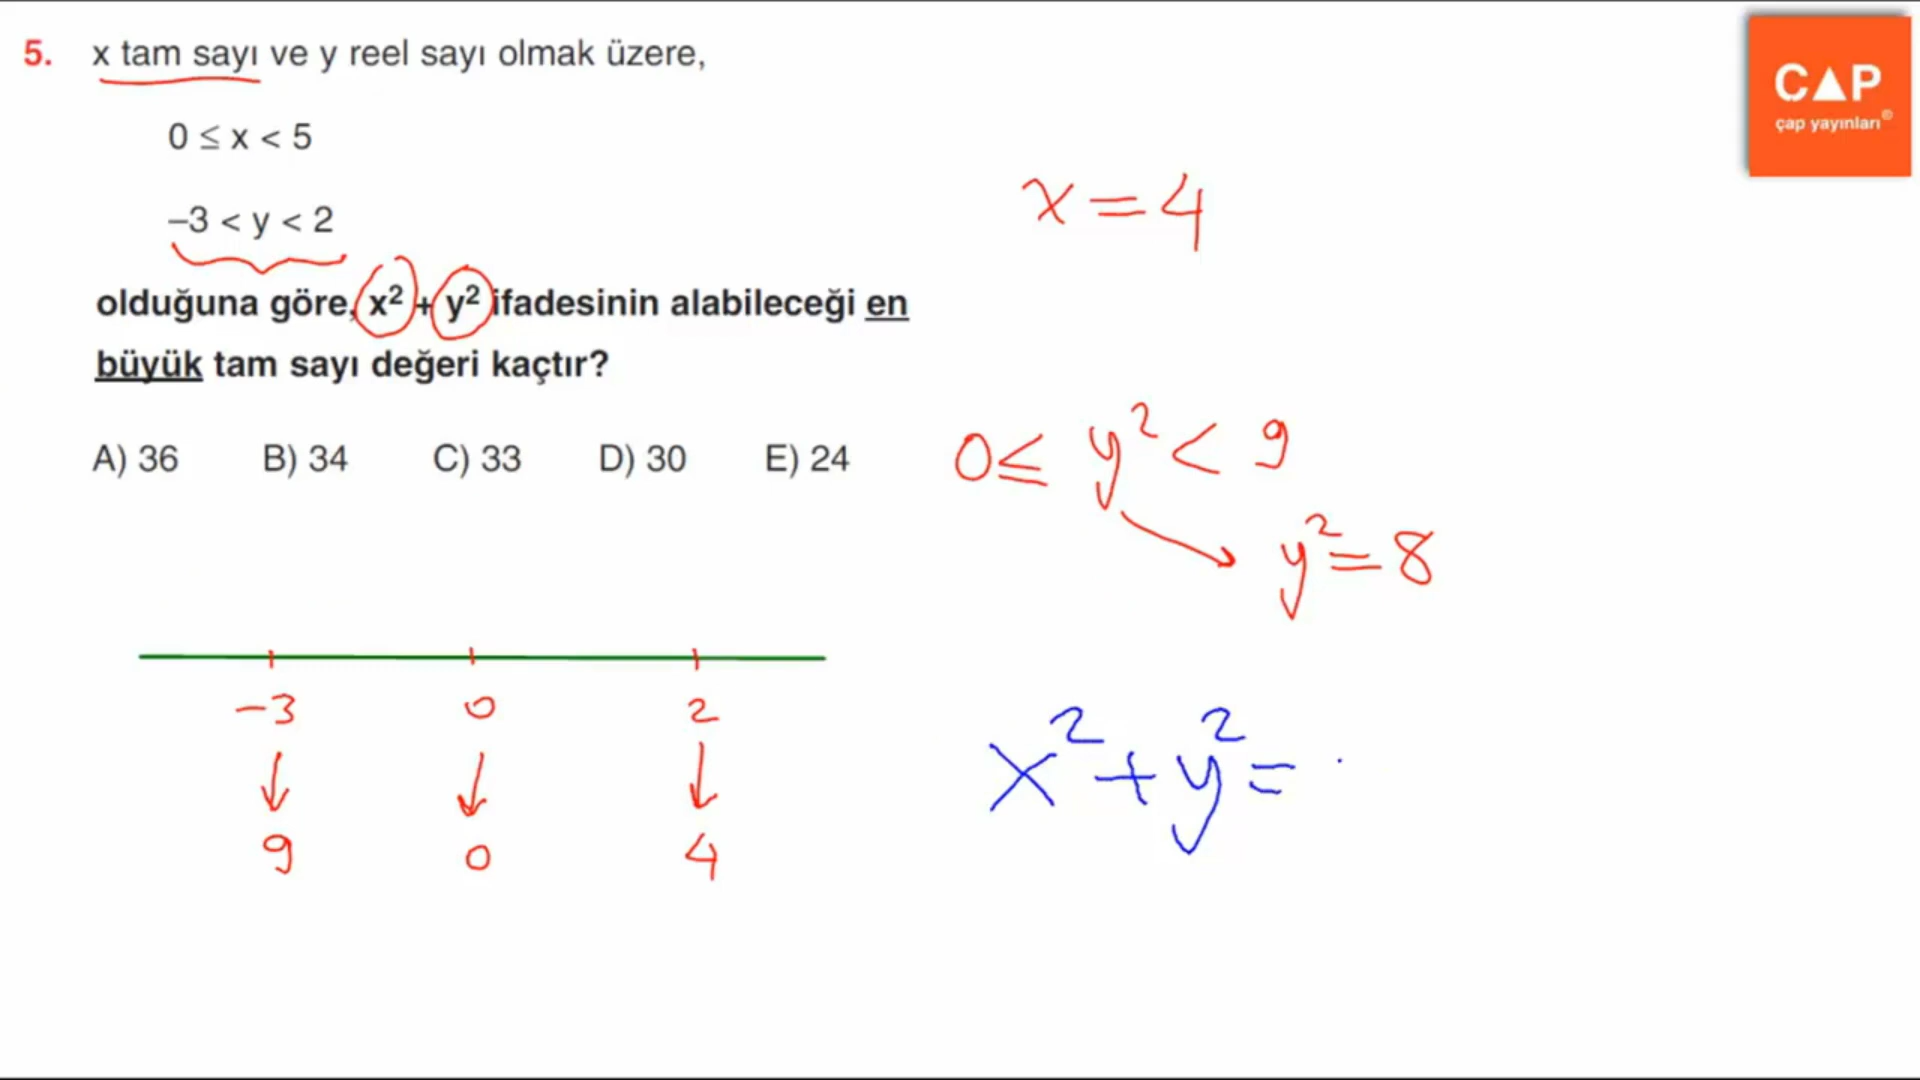 5. x tam sayı ve y reel sayı olmak üzere,
0 ≤ x < 5
–3 < y < 2
olduğuna göre, x² + y² ifadesinin alabileceği en
büyük tam sayı değeri kaçtır?
A) 36 B) 34 C) 33 D) 30 E) 24
ÇAP
çap yayınları®
x = 4
0 ≤ y² < 9
y² = 8
-3 0 2
9 0 4
x² + y² =